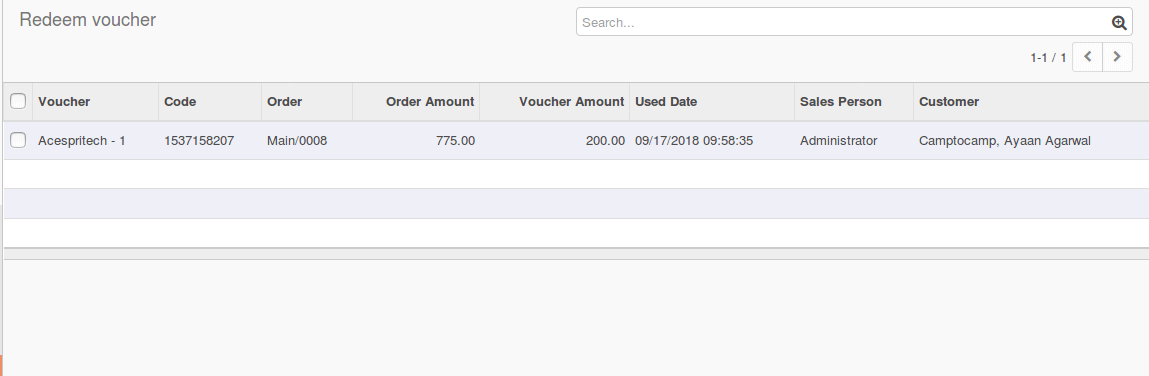 Redeem voucher
Search...
1-1 / 1
Voucher Code Order Order Amount Voucher Amount Used Date Sales Person Customer
Acespritech - 1 1537158207 Main/0008 775.00 200.00 09/17/2018 09:58:35 Administrator Camptocamp, Ayaan Agarwal